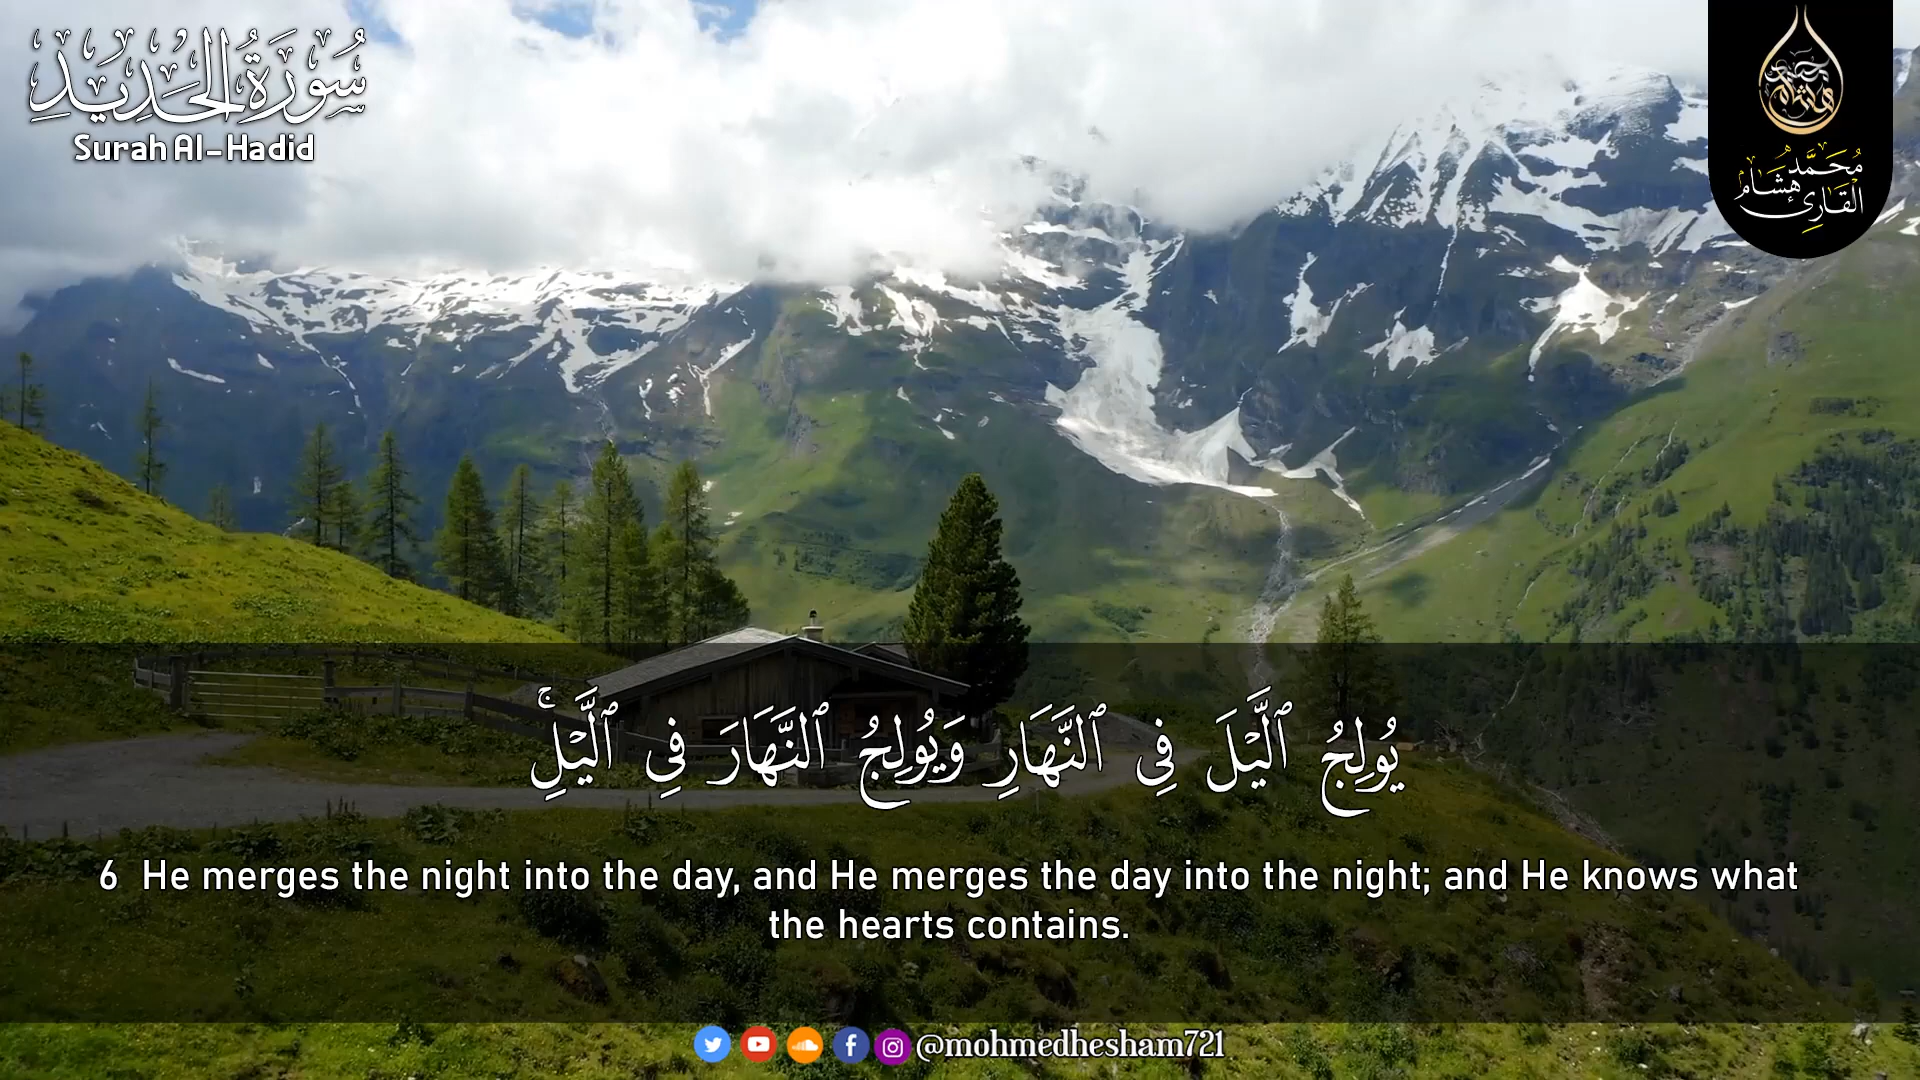 سُورَةُ الحَدِيدِ
Surah Al-Hadid
محمد هشام
مُحَمَّد هِشَام
القَارِئ
يُولِجُ ٱلَّيْلَ فِى ٱلنَّهَارِ وَيُولِجُ ٱلنَّهَارَ فِى ٱلَّيْلِۚ
6 He merges the night into the day, and He merges the day into the night; and He knows what
the hearts contains.
@mohmedhesham721